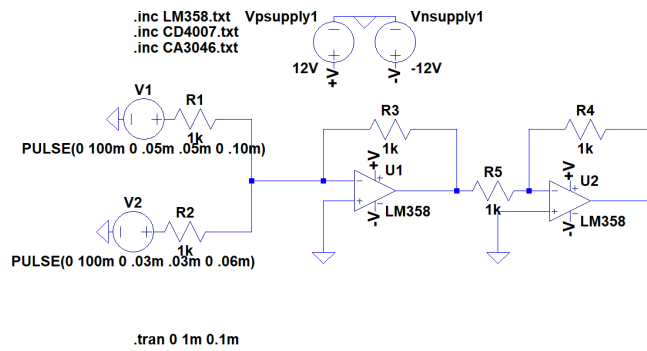 .inc LM358.txt
.inc CD4007.txt
.inc CA3046.txt
Vpsupply1
Vnsupply1
12V
+V
-V
-12V
V1
R1
1k
PULSE(0 100m 0 .05m .05m 0 .10m)
V2
R2
1k
PULSE(0 100m 0 .03m .03m 0 .06m)
R3
1k
+V
U1
-V
LM358
R5
1k
R4
1k
+V
U2
-V
LM358
.tran 0 1m 0.1m